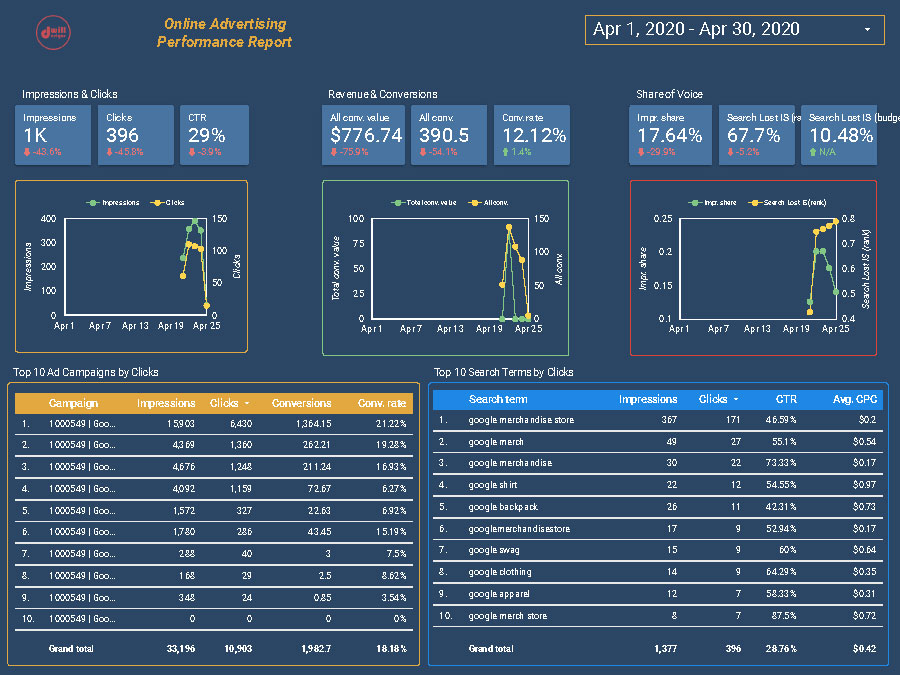 dwill
Online Advertising
Performance Report
Apr 1, 2020 - Apr 30, 2020
Impressions & Clicks
Revenue & Conversions
Share of Voice
Impressions
1K
-43.6%
Clicks
396
-45.8%
CTR
29%
-3.9%
All conv. value
$776.74
-75.9%
All conv.
390.5
-54.1%
Conv. rate
12.12%
1.4%
Impr. share
17.64%
-29.9%
Search Lost IS (ra
67.7%
-5.2%
Search Lost IS (budge
10.48%
N/A
Impressions Clicks
400
300
200
100
0
Impressions
150
100
50
0
Clicks
Apr 1 Apr 7 Apr 13 Apr 19 Apr 25
Total conv. value All conv.
100
75
50
25
0
Total conv. value
150
100
50
0
All conv.
Apr 1 Apr 7 Apr 13 Apr 19 Apr 25
Impr. share Search Lost IS (rank)
0.25
0.2
0.15
0.1
Impr. share
0.8
0.7
0.6
0.5
0.4
Search Lost IS (rank)
Apr 1 Apr 7 Apr 13 Apr 19 Apr 25
Top 10 Ad Campaigns by Clicks
Campaign Impressions Clicks Conversions Conv. rate
1. 1000549 | Goo... 15,903 6,430 1,364.15 21.22%
2. 1000549 | Goo... 4,369 1,360 262.21 19.28%
3. 1000549 | Goo... 4,676 1,248 211.24 16.93%
4. 1000549 | Goo... 4,092 1,159 72.67 6.27%
5. 1000549 | Goo... 1,572 327 22.63 6.92%
6. 1000549 | Goo... 1,780 286 43.45 15.19%
7. 1000549 | Goo... 288 40 3 7.5%
8. 1000549 | Goo... 168 29 2.5 8.62%
9. 1000549 | Goo... 348 24 0.85 3.54%
10. 1000549 | Goo... 0 0 0 0%
Grand total 33,196 10,903 1,982.7 18.18%
Top 10 Search Terms by Clicks
Search term Impressions Clicks CTR Avg. CPC
1. google merchandise store 367 171 46.59% $0.2
2. google merch 49 27 55.1% $0.54
3. google merchandise 30 22 73.33% $0.17
4. google shirt 22 12 54.55% $0.97
5. google backpack 26 11 42.31% $0.73
6. googlemerchandisestore 17 9 52.94% $0.17
7. google swag 15 9 60% $0.64
8. google clothing 14 9 64.29% $0.35
9. google apparel 12 7 58.33% $0.31
10. google merch store 8 7 87.5% $0.72
Grand total 1,377 396 28.76% $0.42